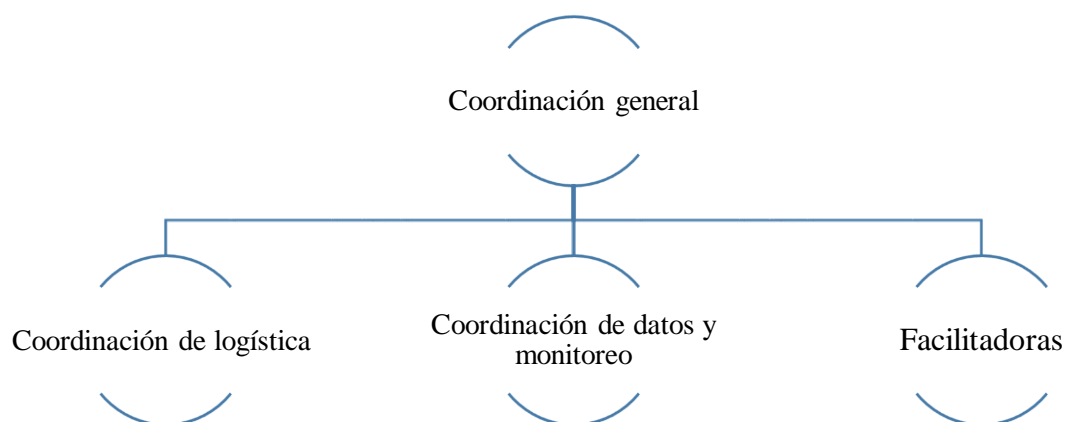 Coordinación general
Coordinación de logística
Coordinación de datos y
monitoreo
Facilitadoras